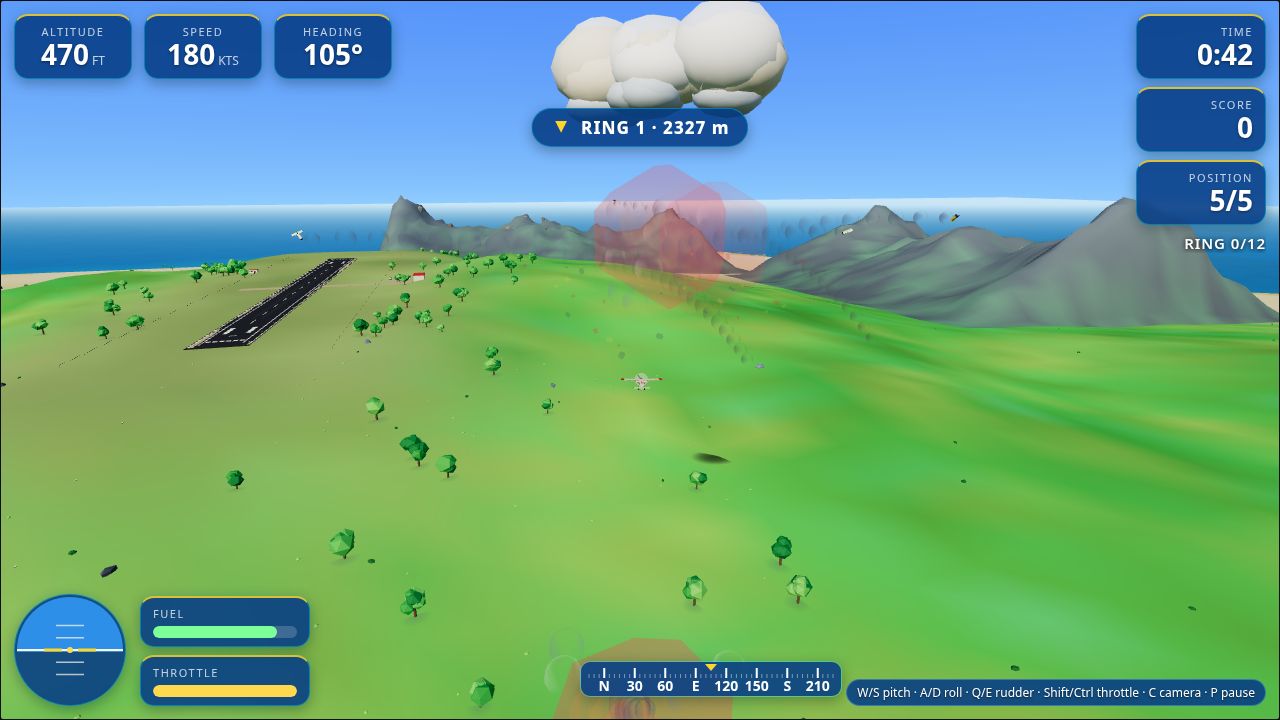 ALTITUDE
470 FT
SPEED
180 KTS
HEADING
105°
RING 1 · 2327 m
TIME
0:42
SCORE
0
POSITION
5/5
RING 0/12
FUEL
THROTTLE
N 30 60 E 120 150 S 210
W/S pitch · A/D roll · Q/E rudder · Shift/Ctrl throttle · C camera · P pause